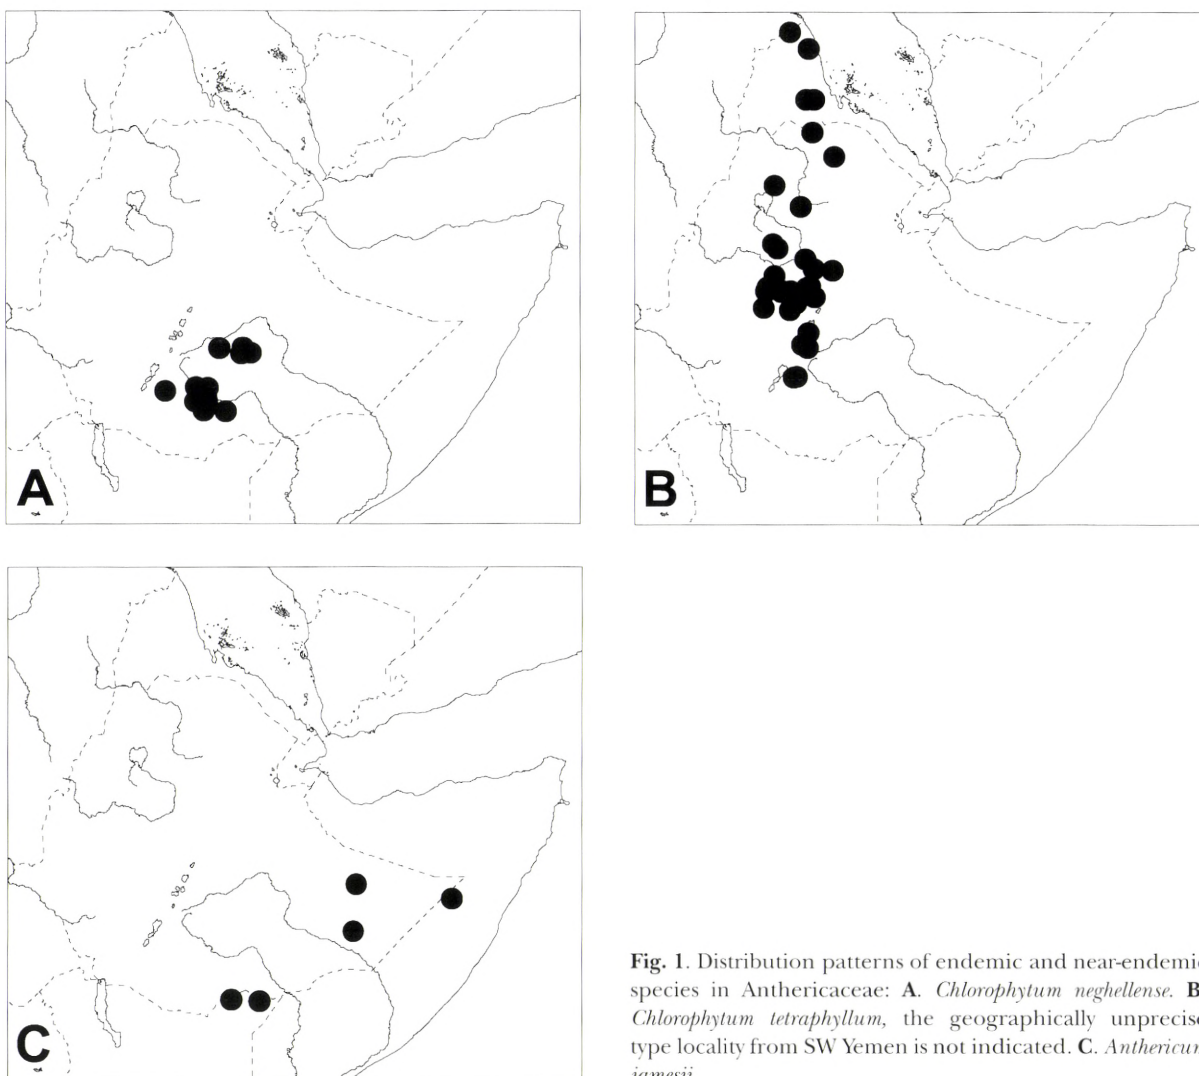 A
B
C
Fig. 1. Distribution patterns of endemic and near-endemic
species in Anthericaceae: A. Chlorophytum neghellense. B
Chlorophytum tetraphyllum, the geographically unprecise
type locality from SW Yemen is not indicated. C. Anthericum
jamesii